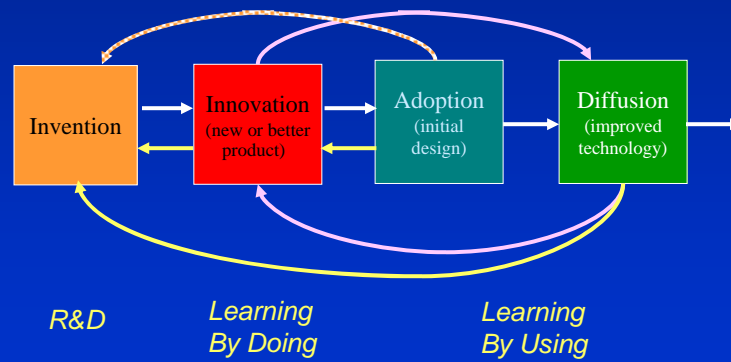 Invention
Innovation
(new or better
product)
Adoption
(initial
design)
Diffusion
(improved
technology)
R&D
Learning
By Doing
Learning
By Using